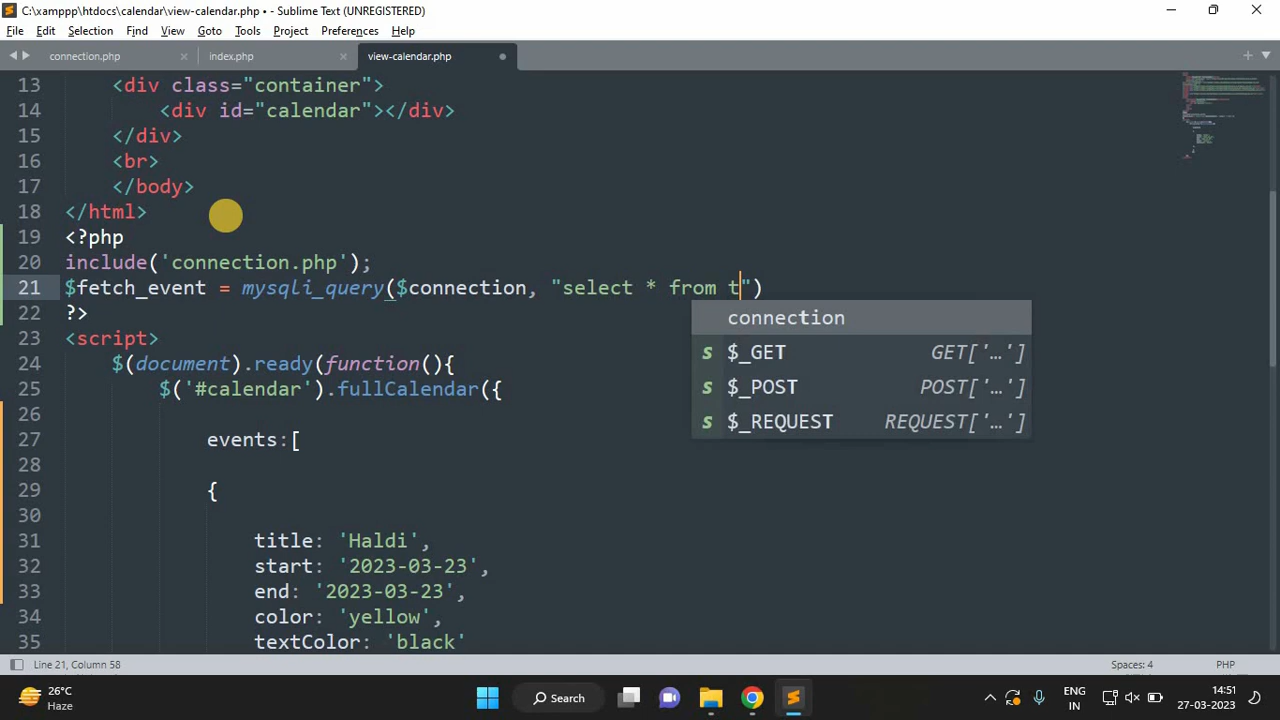 C:\xamppp\htdocs\calendar\view-calendar.php • - Sublime Text (UNREGISTERED)
File Edit Selection Find View Goto Tools Project Preferences Help
connection.php × index.php × view-calendar.php
13 <div class="container">
14 <div id="calendar"></div>
15 </div>
16 <br>
17 </body>
18 </html>
19 <?php
20 include('connection.php');
21 $fetch_event = mysqli_query($connection, "select * from t")
22 ?>
connection
23 <script>
$_GET GET['…']
24 $(document).ready(function(){
$_POST POST['…']
25 $('#calendar').fullCalendar({
$_REQUEST REQUEST['…']
26
27 events:[
28
29 {
30
31 title: 'Haldi',
32 start: '2023-03-23',
33 end: '2023-03-23',
34 color: 'yellow',
35 textColor: 'black'
Line 21, Column 58 Spaces: 4 PHP
26°C
Haze
Search
ENG
IN
14:51
27-03-2023